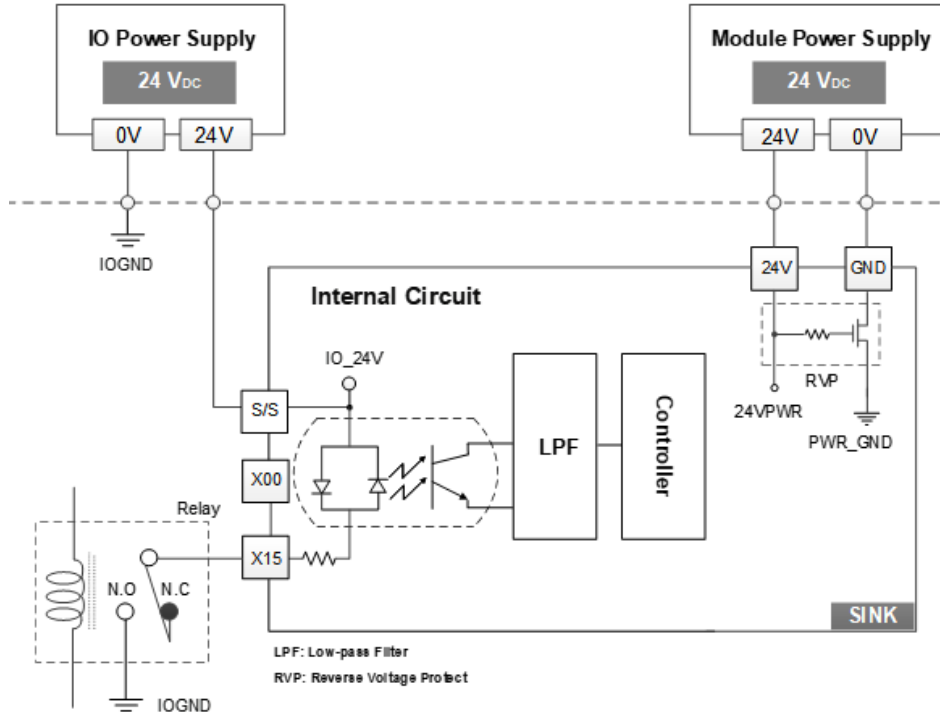 IO Power Supply
24 VDC
0V
24V
Module Power Supply
24 VDC
24V
0V
IOGND
24V
GND
Internal Circuit
IO_24V
RVP
24VPWR
PWR_GND
S/S
X00
X15
LPF
Controller
Relay
N.O
N.C
SINK
LPF: Low-pass Filter
RVP: Reverse Voltage Protect
IOGND